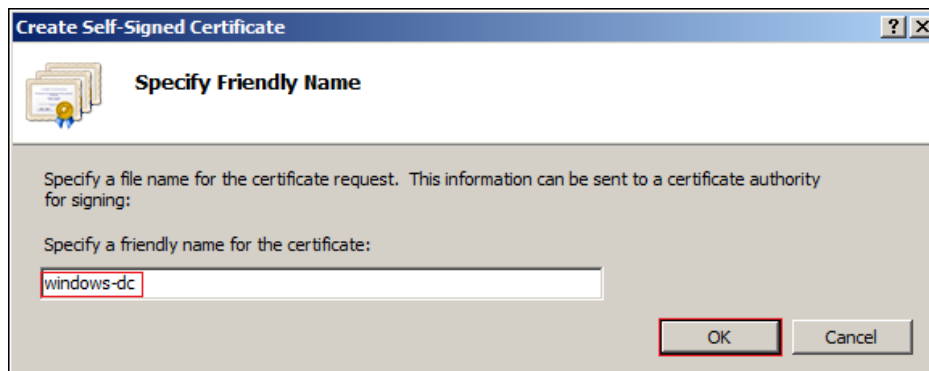 Create Self-Signed Certificate
Specify Friendly Name
Specify a file name for the certificate request.  This information can be sent to a certificate authority
for signing:
Specify a friendly name for the certificate:
windows-dc
OK Cancel